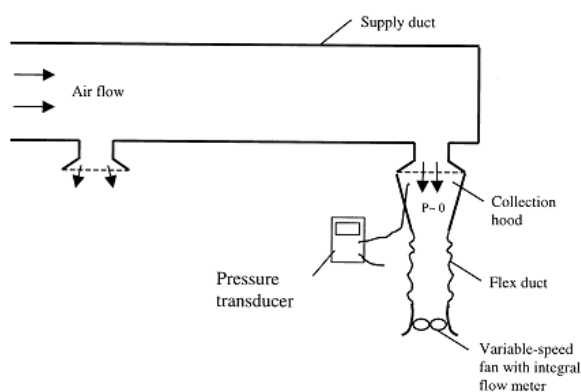 Supply duct
Air flow
P– 0
Collection
hood
Pressure
transducer
Flex duct
Variable-speed
fan with integral
flow meter